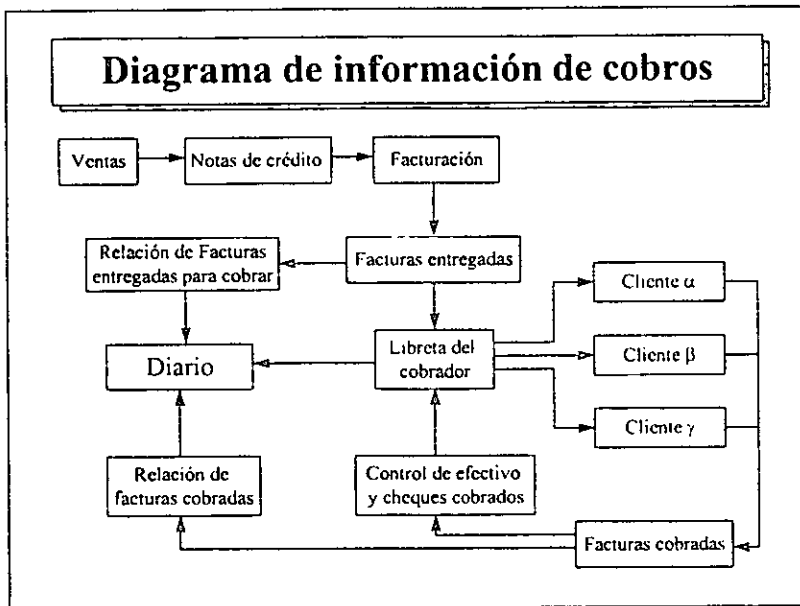 Diagrama de información de cobros
Ventas
Notas de crédito
Facturación
Relación de Facturas
entregadas para cobrar
Facturas entregadas
Cliente α
Diario
Libreta del
cobrador
Cliente β
Cliente γ
Relación de
facturas cobradas
Control de efectivo
y cheques cobrados
Facturas cobradas